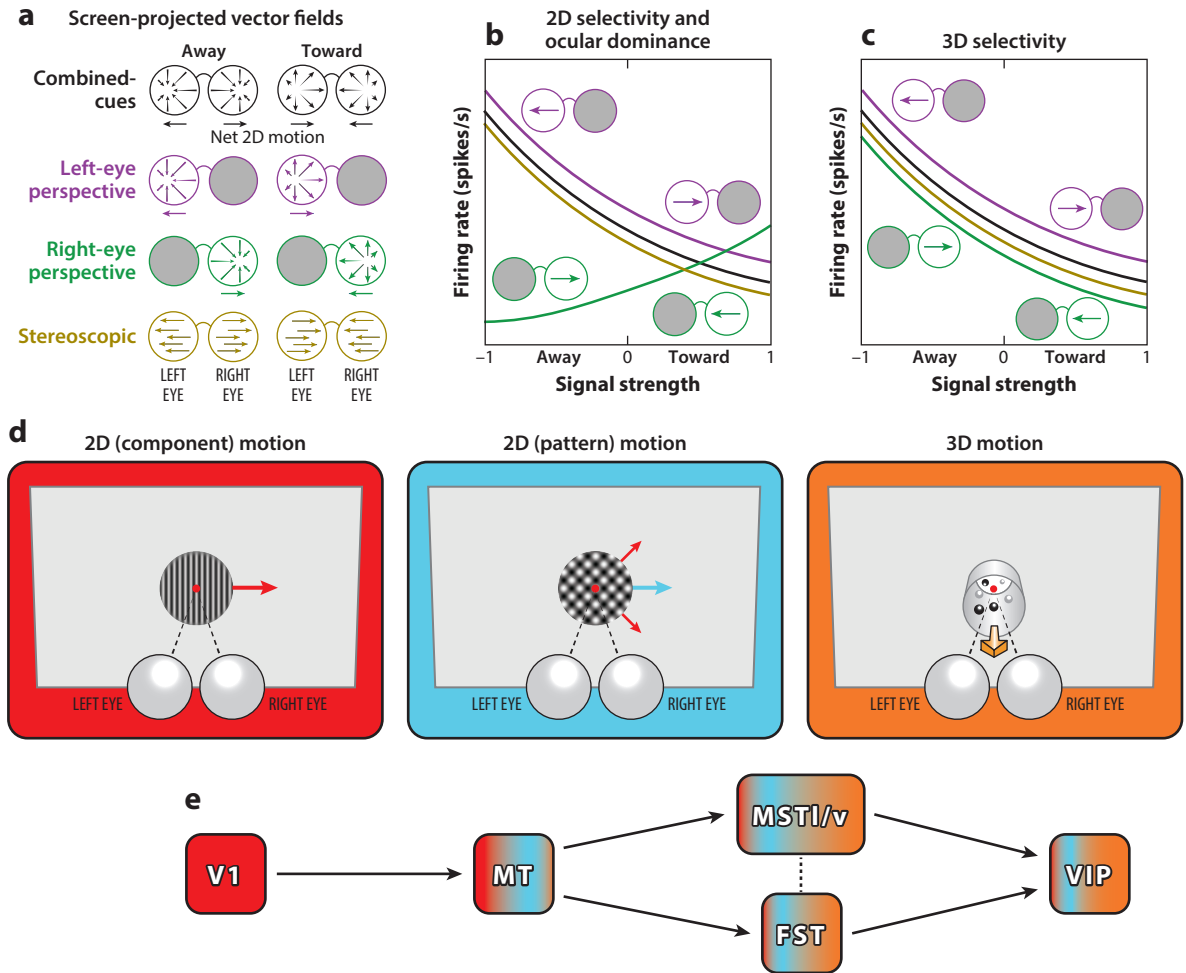 a
Screen-projected vector fields
Away
Toward
Combined-
cues
Net 2D motion
Left-eye
perspective
Right-eye
perspective
Stereoscopic
LEFT
EYE
RIGHT
EYE
LEFT
EYE
RIGHT
EYE
b
2D selectivity and
ocular dominance
Firing rate (spikes/s)
−1
Away
0
Toward
1
Signal strength
c
3D selectivity
Firing rate (spikes/s)
−1
Away
0
Toward
1
Signal strength
d
2D (component) motion
LEFT EYE
RIGHT EYE
2D (pattern) motion
LEFT EYE
RIGHT EYE
3D motion
LEFT EYE
RIGHT EYE
e
V1
MT
MSTl/v
FST
VIP